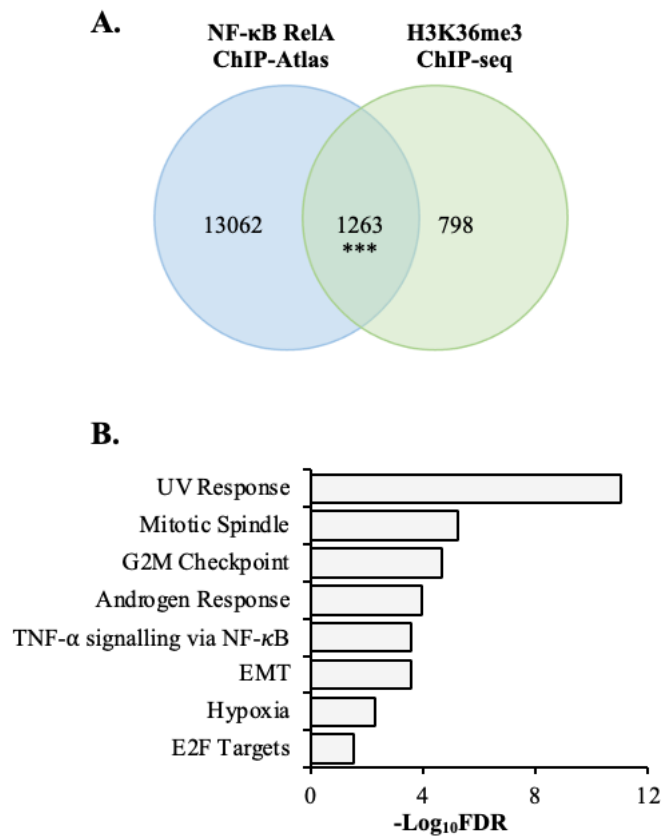 A.
NF-κB RelA
ChIP-Atlas
H3K36me3
ChIP-seq
13062
1263
***
798
B.
UV Response
Mitotic Spindle
G2M Checkpoint
Androgen Response
TNF-α signalling via NF-κB
EMT
Hypoxia
E2F Targets
0 4 8 12
-Log₁₀FDR